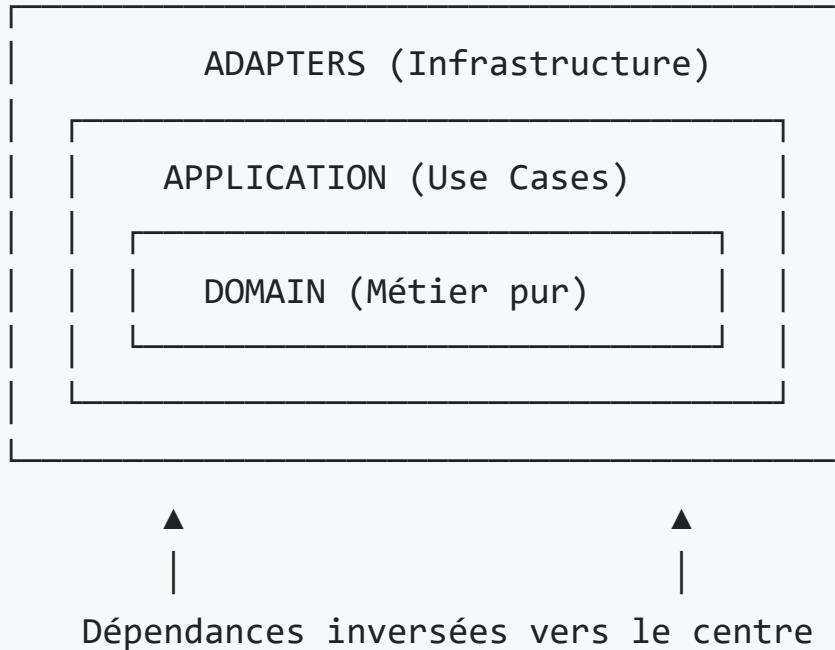 ADAPTERS (Infrastructure)
APPLICATION (Use Cases)
DOMAIN (Métier pur)
Dépendances inversées vers le centre